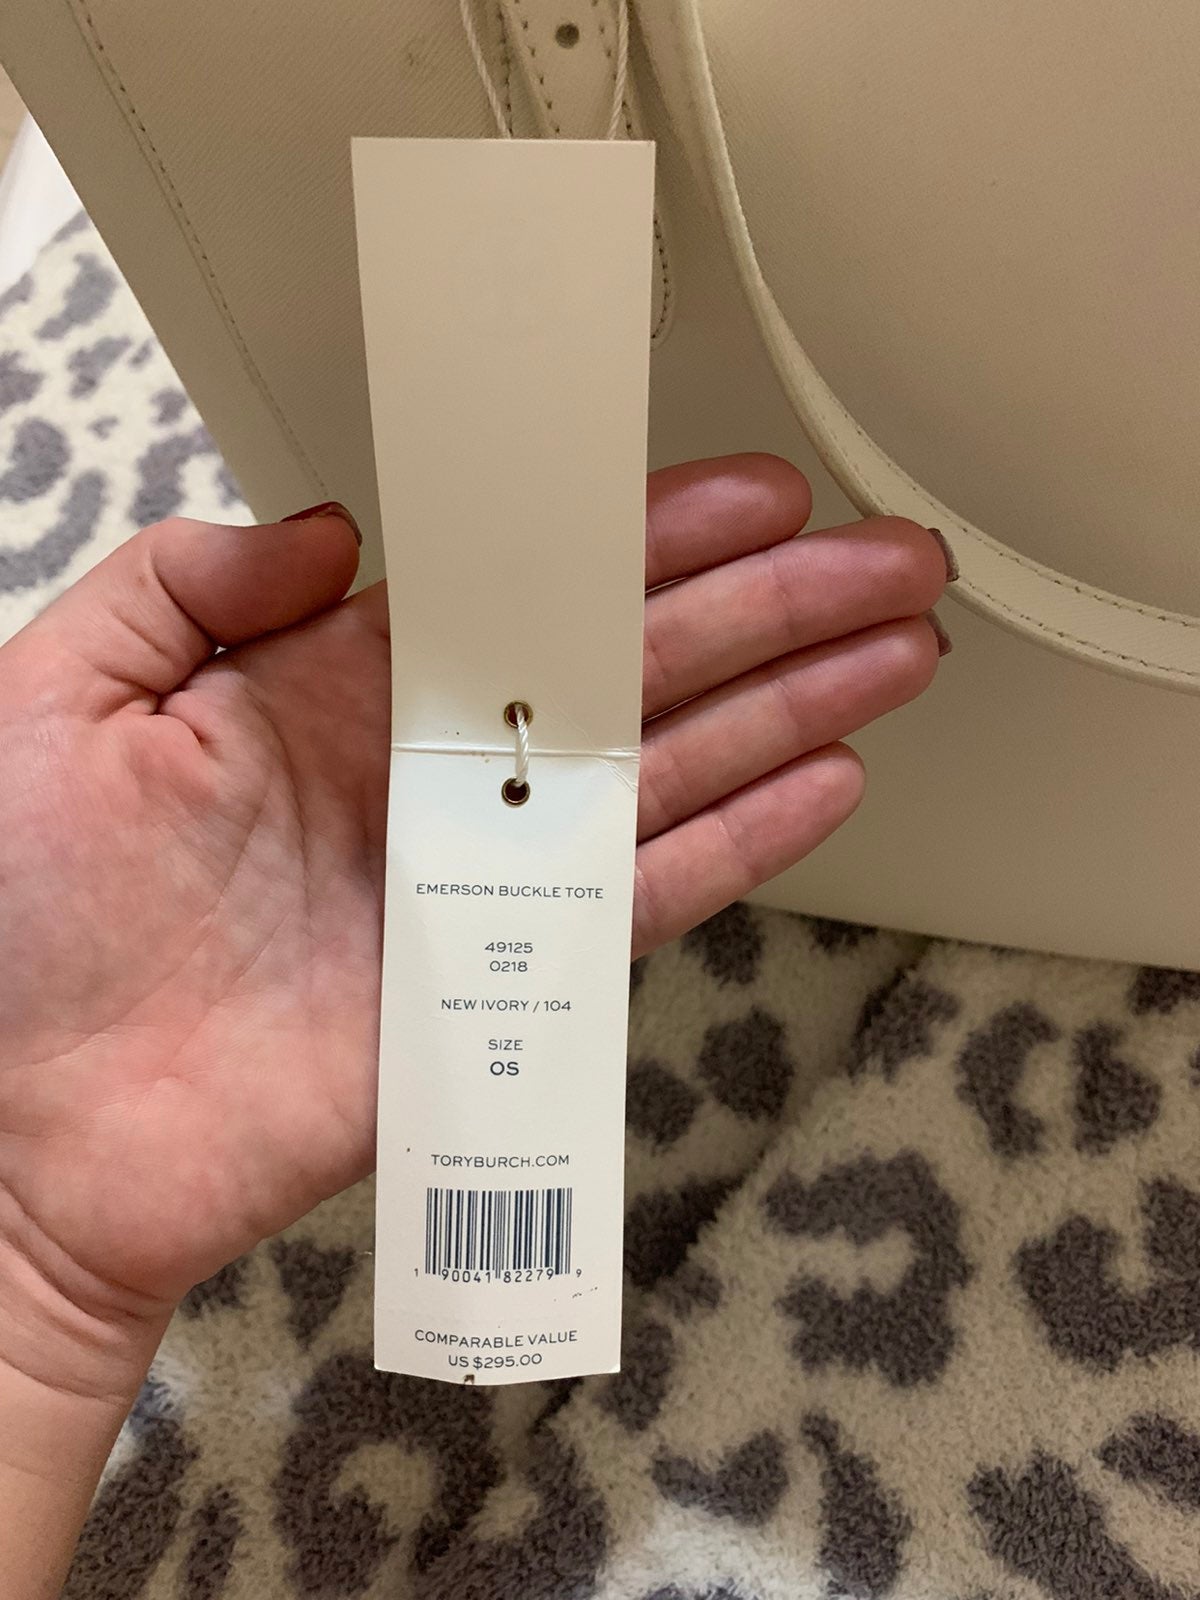 EMERSON BUCKLE TOTE
49125
0218
NEW IVORY / 104
SIZE
OS
TORYBURCH.COM
1 90041 82279 9
COMPARABLE VALUE
US $295.00